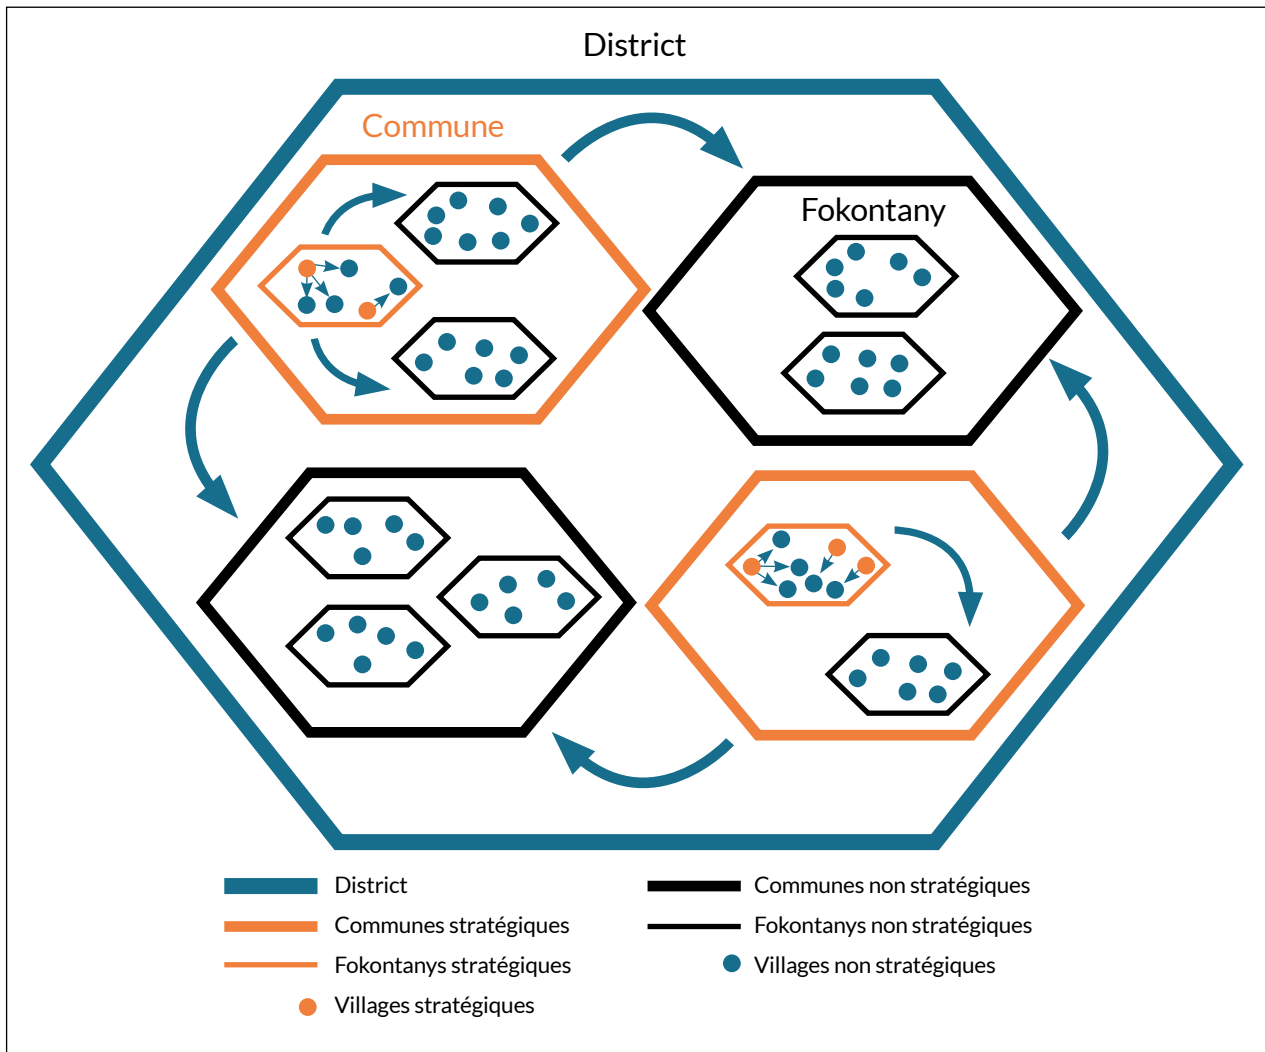 District
Commune
Fokontany
District
Communes non stratégiques
Communes stratégiques
Fokontanys non stratégiques
Fokontanys stratégiques
Villages non stratégiques
Villages stratégiques